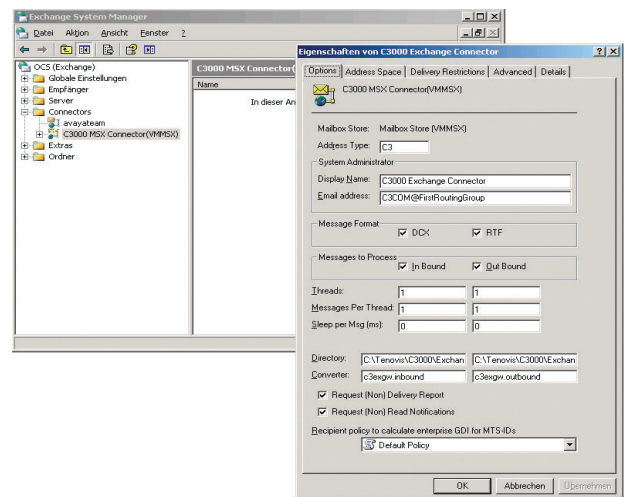 Exchange System Manager
Datei Aktion Ansicht Fenster ?
OCS (Exchange)
Globale Einstellungen
Empfänger
Server
Connectors
avayateam
C3000 MSX Connector(VMMSX)
Extras
Ordner
C3000 MSX Connector(
Name
In dieser An
Eigenschaften von C3000 Exchange Connector
Options Address Space Delivery Restrictions Advanced Details
C3000 MSX Connector(VMMSX)
Mailbox Store: Mailbox Store (VMMSX)
Address Type: C3
System Administrator
Display Name: C3000 Exchange Connector
Email address: C3COM@FirstRoutingGroup
Message Format
DCX RTF
Messages to Process
In Bound Out Bound
Threads: 1 1
Messages Per Thread: 1 1
Sleep per Msg (ms): 0 0
Directory: C:\Tenovis\C3000\Exchan C:\Tenovis\C3000\Exchan
Converter: c3exgw.inbound c3exgw.outbound
Request (Non) Delivery Report
Request (Non) Read Notifications
Recipient policy to calculate enterprise GDI for MTS-IDs
Default Policy
OK Abbrechen Übernehmen